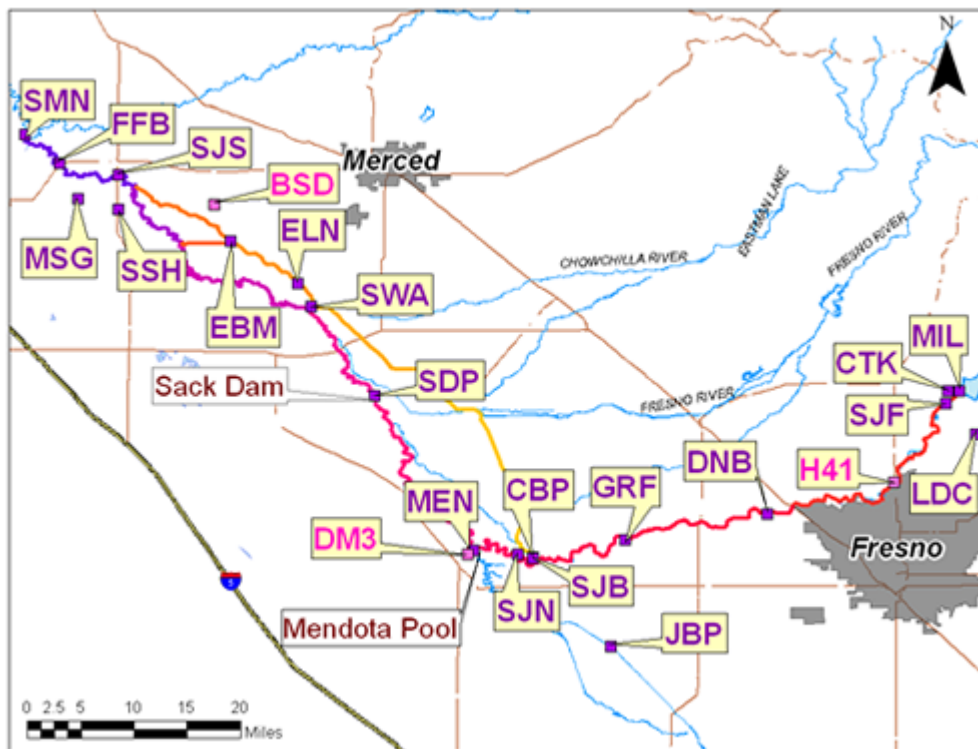 N
SMN
FFB
SJS
Merced
BSD
MSG
SSH
ELN
EASTMAN LAKE
FRESNO RIVER
CHOWCHILLA RIVER
EBM
SWA
MIL
CTK
SDP
Sack Dam
FRESNO RIVER
SJF
DNB
H41
LDC
MEN
CBP
GRF
DM3
Fresno
SJB
SJN
Mendota Pool
JBP
5
0 2.5 5 10 15 20
Miles